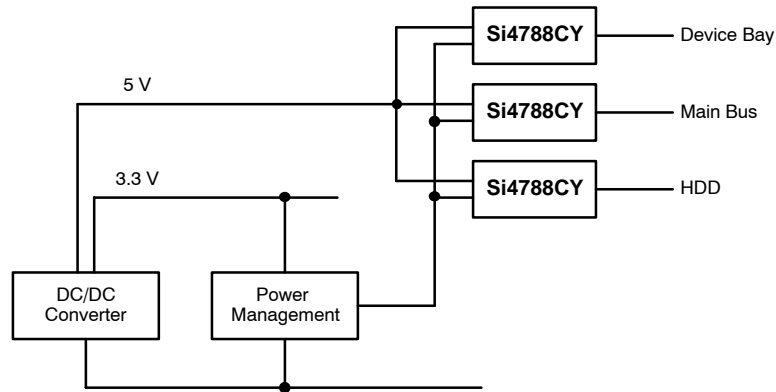 Si4788CY
Device Bay
5 V
Si4788CY
Main Bus
3.3 V
Si4788CY
HDD
DC/DC
Converter
Power
Management